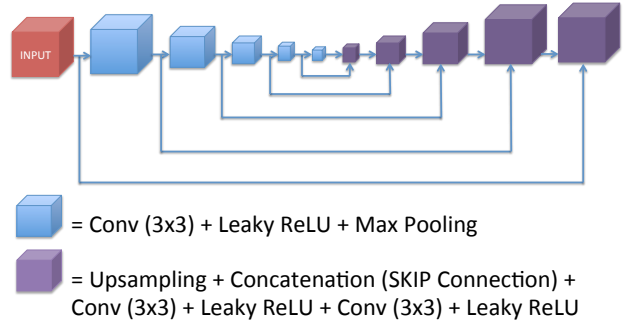 INPUT
= Conv (3x3) + Leaky ReLU + Max Pooling
= Upsampling + Concatenation (SKIP Connection) +
Conv (3x3) + Leaky ReLU + Conv (3x3) + Leaky ReLU